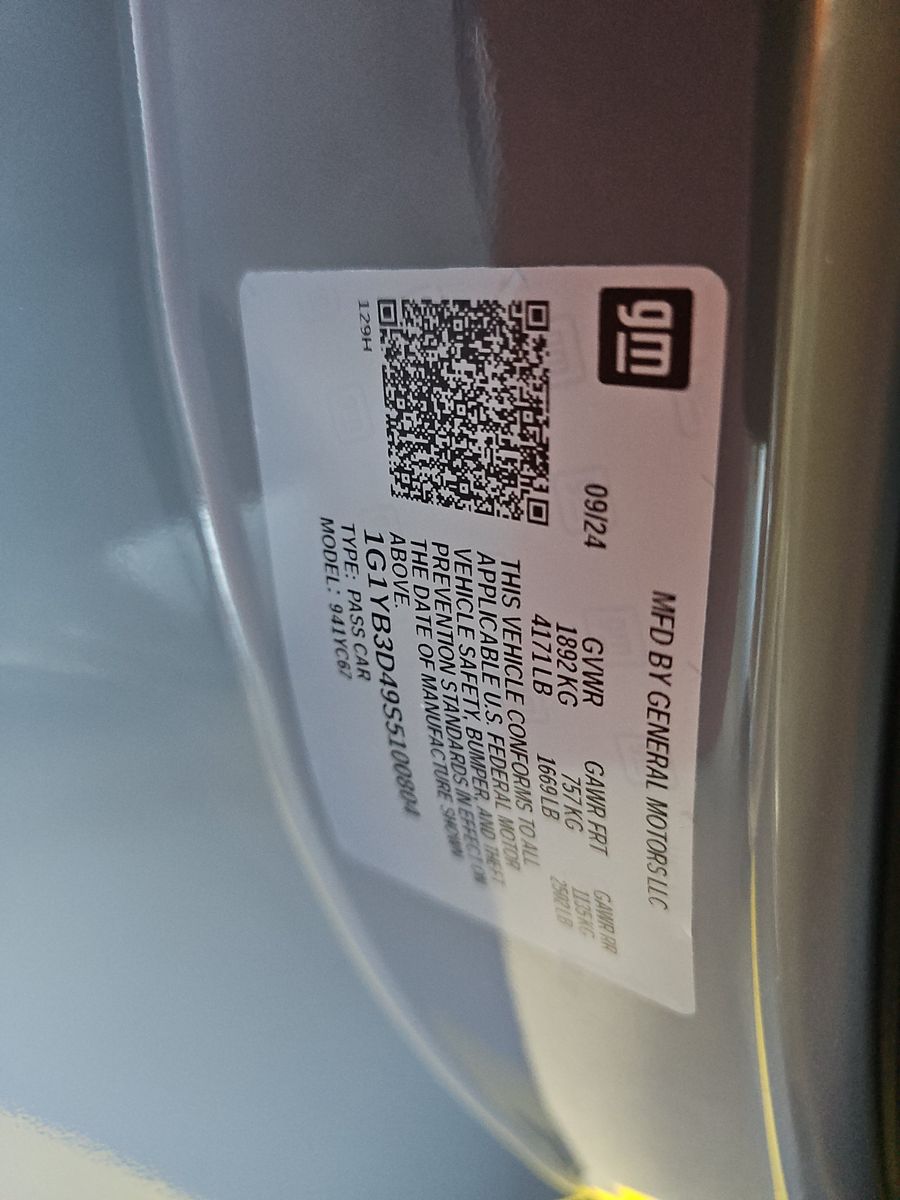 gm
MFD BY GENERAL MOTORS LLC
09/24
GVWR GAWR FRT GAWR RR
1892KG 757KG 1135KG
4171LB 1669LB 2502LB
THIS VEHICLE CONFORMS TO ALL
APPLICABLE U.S. FEDERAL MOTOR
VEHICLE SAFETY, BUMPER, AND THEFT
PREVENTION STANDARDS IN EFFECT ON
THE DATE OF MANUFACTURE SHOWN
ABOVE.
1G1YB3D49S5100804
TYPE: PASS CAR
MODEL: 941YC67
129H